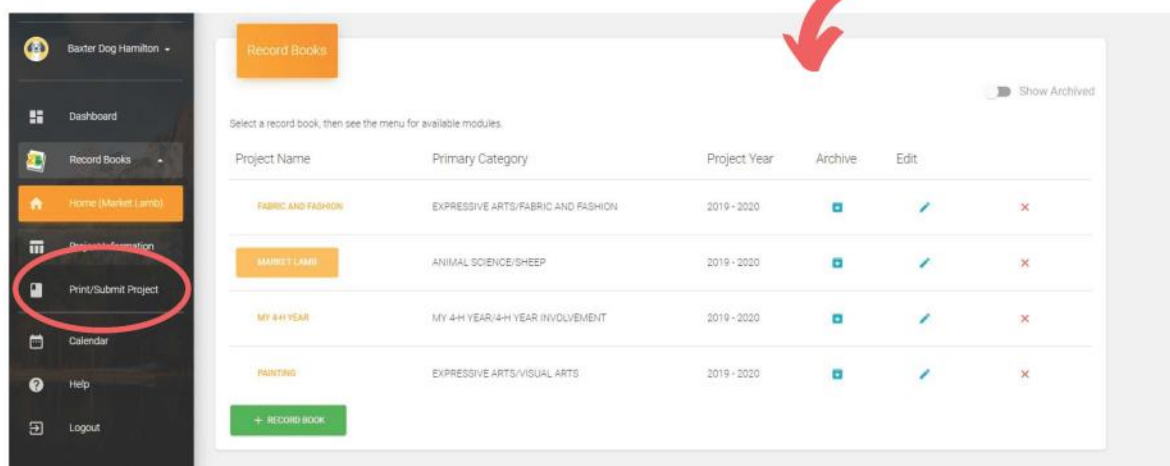 Baxter Dog Hamilton
Dashboard
Record Books
Home (Market Lamb)
Project Information
Print/Submit Project
Calendar
Help
Logout
Record Books
Show Archived
Select a record book, then see the menu for available modules.
Project Name Primary Category Project Year Archive Edit
FABRIC AND FASHION EXPRESSIVE ARTS/FABRIC AND FASHION 2019 - 2020
MARKET LAMB ANIMAL SCIENCE/SHEEP 2019 - 2020
MY 4-H YEAR MY 4-H YEAR/4-H YEAR INVOLVEMENT 2019 - 2020
PAINTING EXPRESSIVE ARTS/VISUAL ARTS 2019 - 2020
+ RECORD BOOK